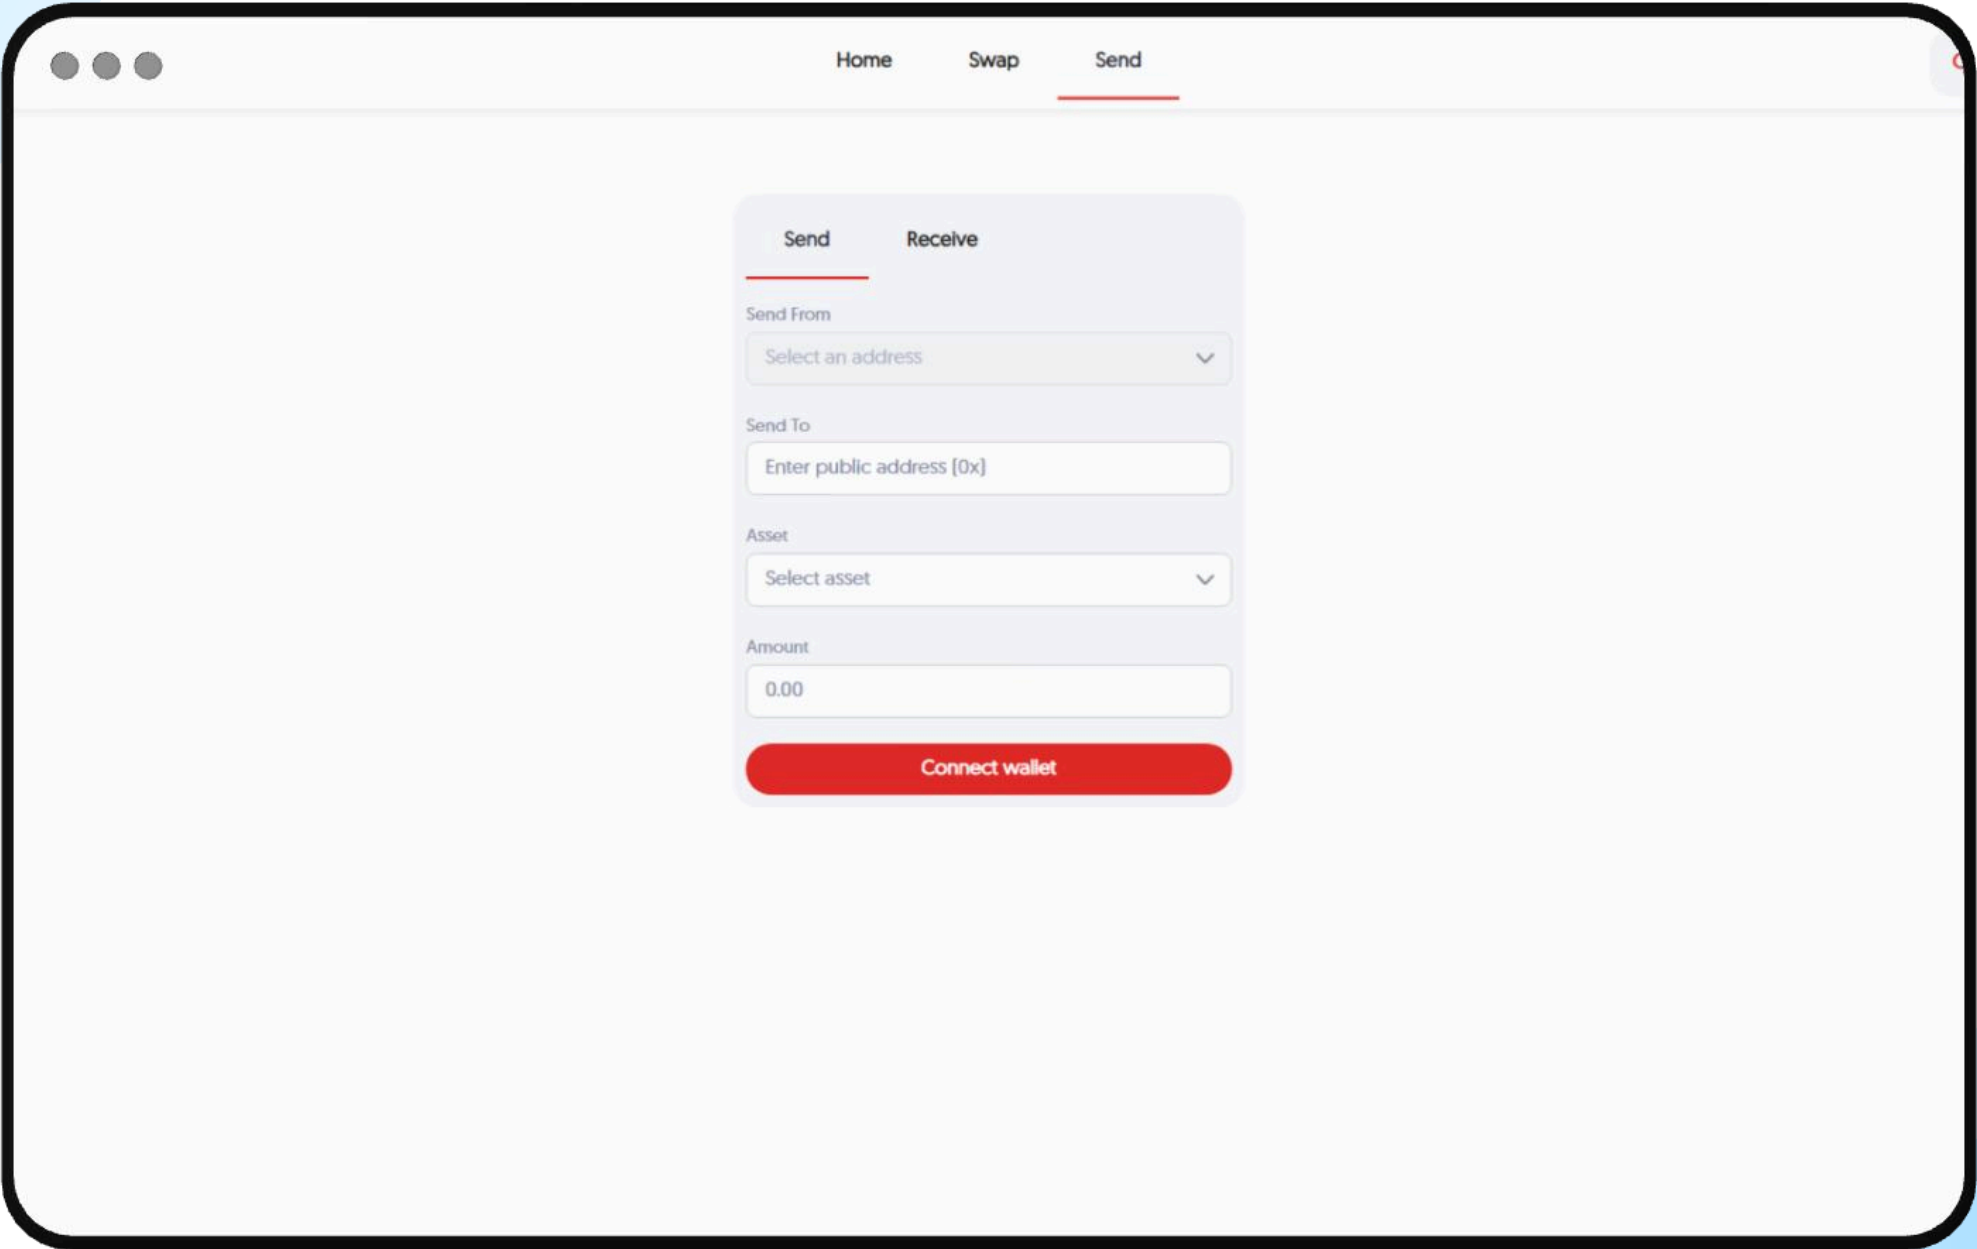 Home Swap Send
Send Receive
Send From
Select an address
Send To
Enter public address (0x)
Asset
Select asset
Amount
0.00
Connect wallet